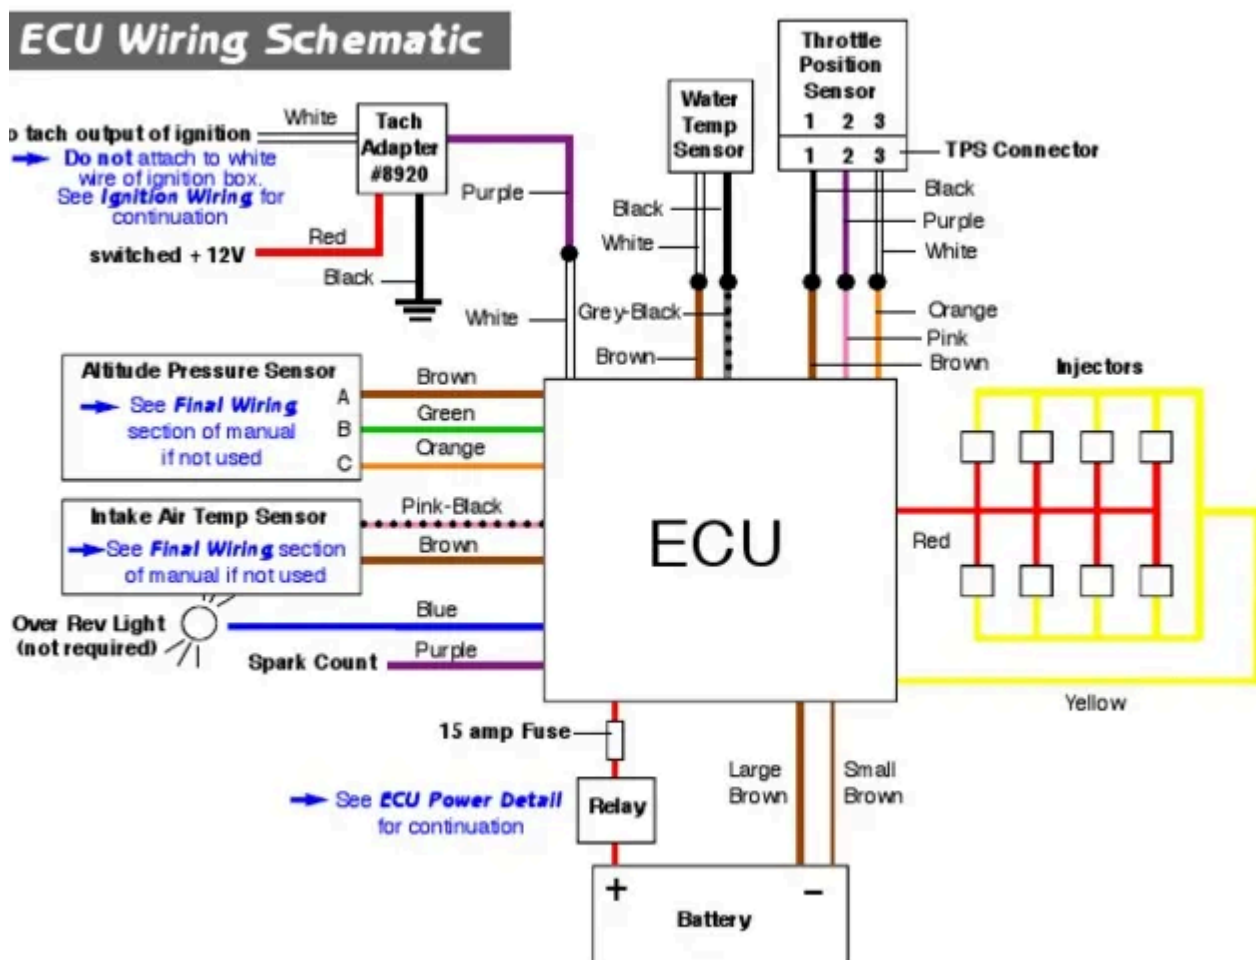 ECU Wiring Schematic
o tach output of ignition
White
Do not attach to white
wire of ignition box.
See Ignition Wiring for
continuation
switched + 12V
Red
Black
Tach
Adapter
#8920
Purple
White
Water
Temp
Sensor
Black
White
Grey-Black
Brown
Throttle
Position
Sensor
1 2 3
1 2 3
TPS Connector
Black
Purple
White
Orange
Pink
Brown
Altitude Pressure Sensor
See Final Wiring
section of manual
if not used
A
B
C
Brown
Green
Orange
Intake Air Temp Sensor
See Final Wiring section
of manual if not used
Pink-Black
Brown
Over Rev Light
(not required)
Blue
Spark Count
Purple
ECU
Injectors
Red
Yellow
15 amp Fuse
See ECU Power Detail
for continuation
Relay
Large
Brown
Small
Brown
+
–
Battery